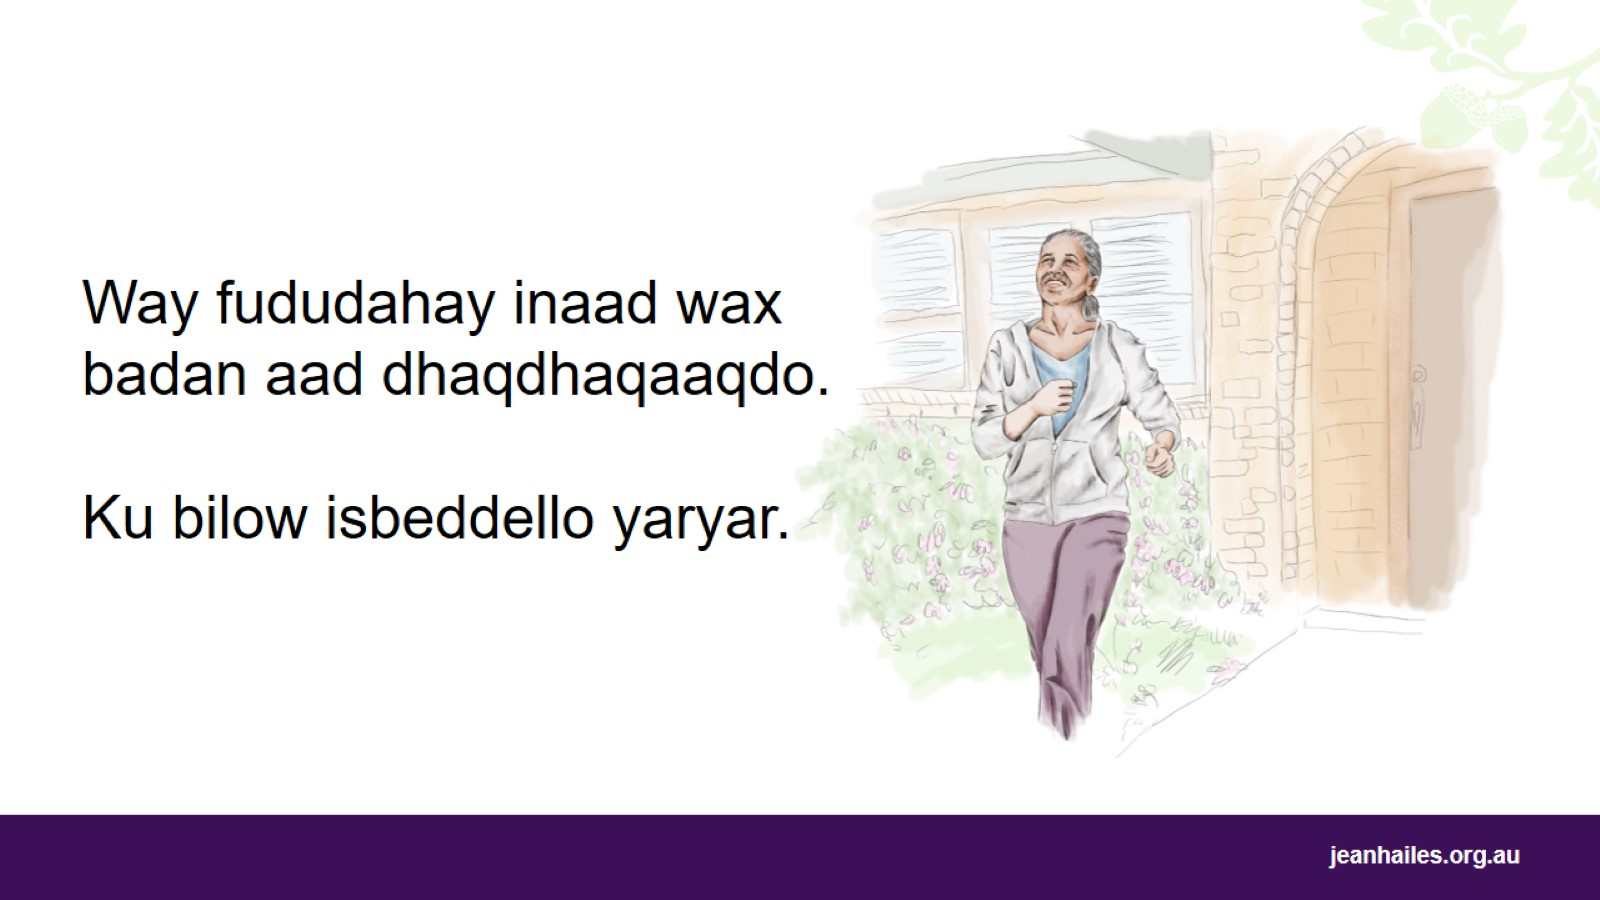 Way fududahay inaad wax
badan aad dhaqdhaqaaqdo.
Ku bilow isbeddello yaryar.
jeanhailes.org.au